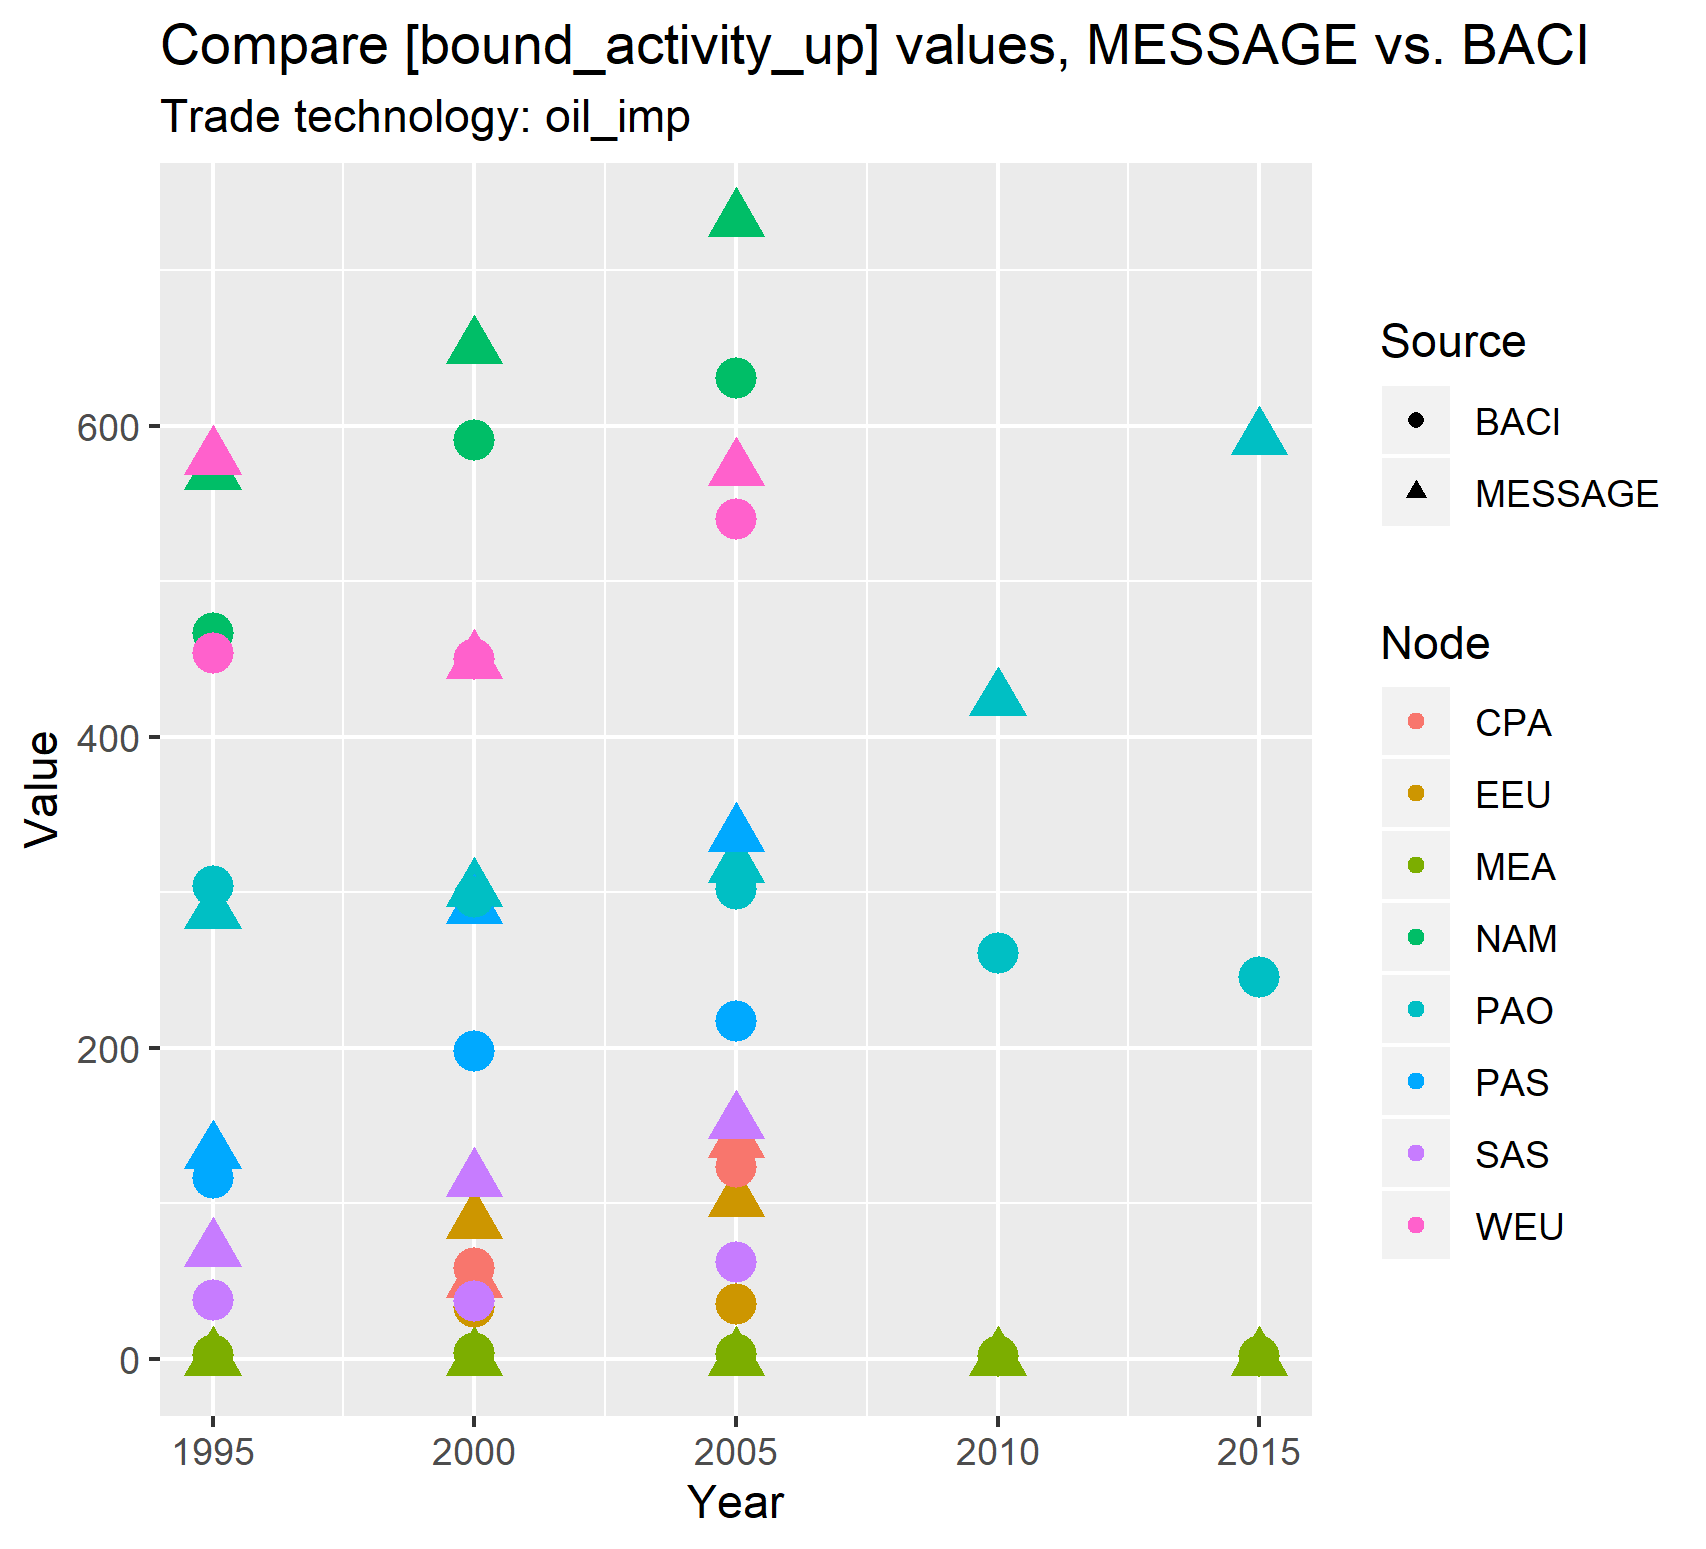 Compare [bound_activity_up] values, MESSAGE vs. BACI
Trade technology: oil_imp
Value
600
400
200
0
1995
2000
2005
2010
2015
Year
Source
BACI
MESSAGE
Node
CPA
EEU
MEA
NAM
PAO
PAS
SAS
WEU